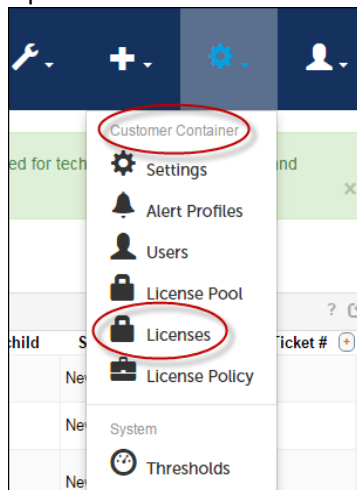 Customer Container
ed for tech
nd
Settings
Alert Profiles
Users
License Pool
?
child
Licenses
Ticket #
New
License Policy
New
System
Thresholds
New